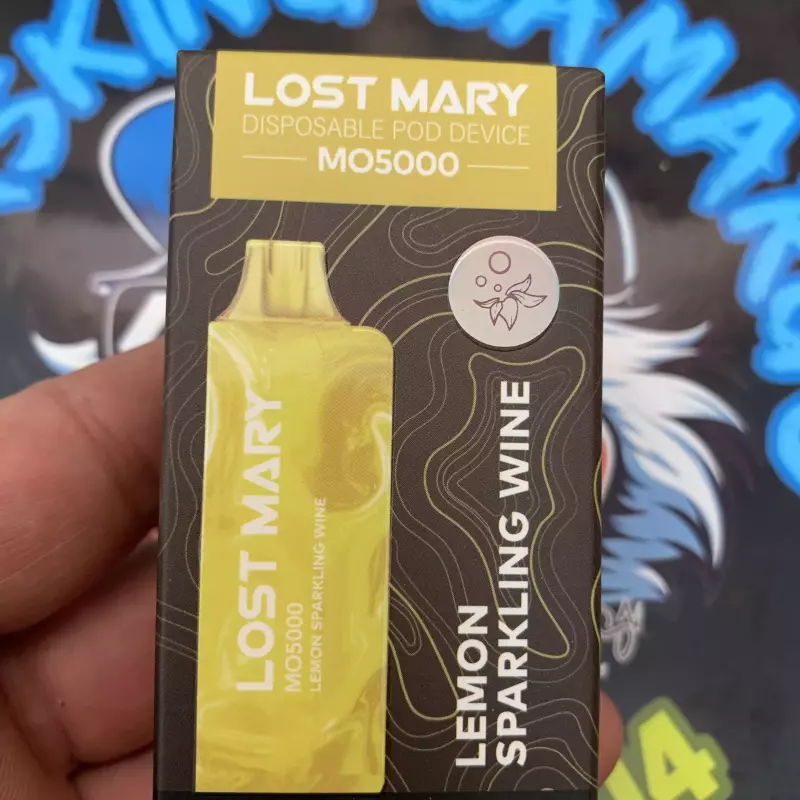 LOST MARY
DISPOSABLE POD DEVICE
MO5000
LOST MARY
MO5000
LEMON SPARKLING WINE
LEMON
SPARKLING WINE